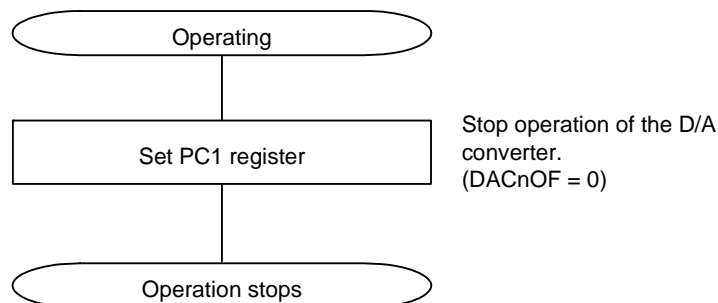 Operating
Set PC1 register
Stop operation of the D/A
converter.
(DACnOF = 0)
Operation stops